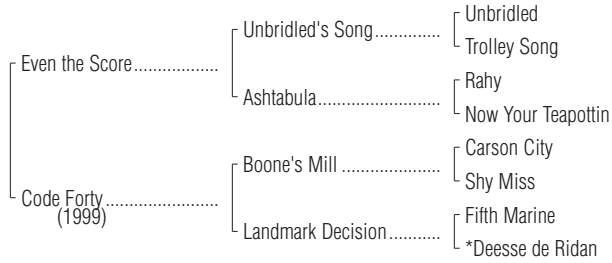 Unbridled
Unbridled's Song..............
Trolley Song
Even the Score..................
Rahy
Ashtabula..........................
Now Your Teapottin
Carson City
Boone's Mill .....................
Shy Miss
Code Forty........................
(1999)
Fifth Marine
Landmark Decision...........
*Deesse de Ridan